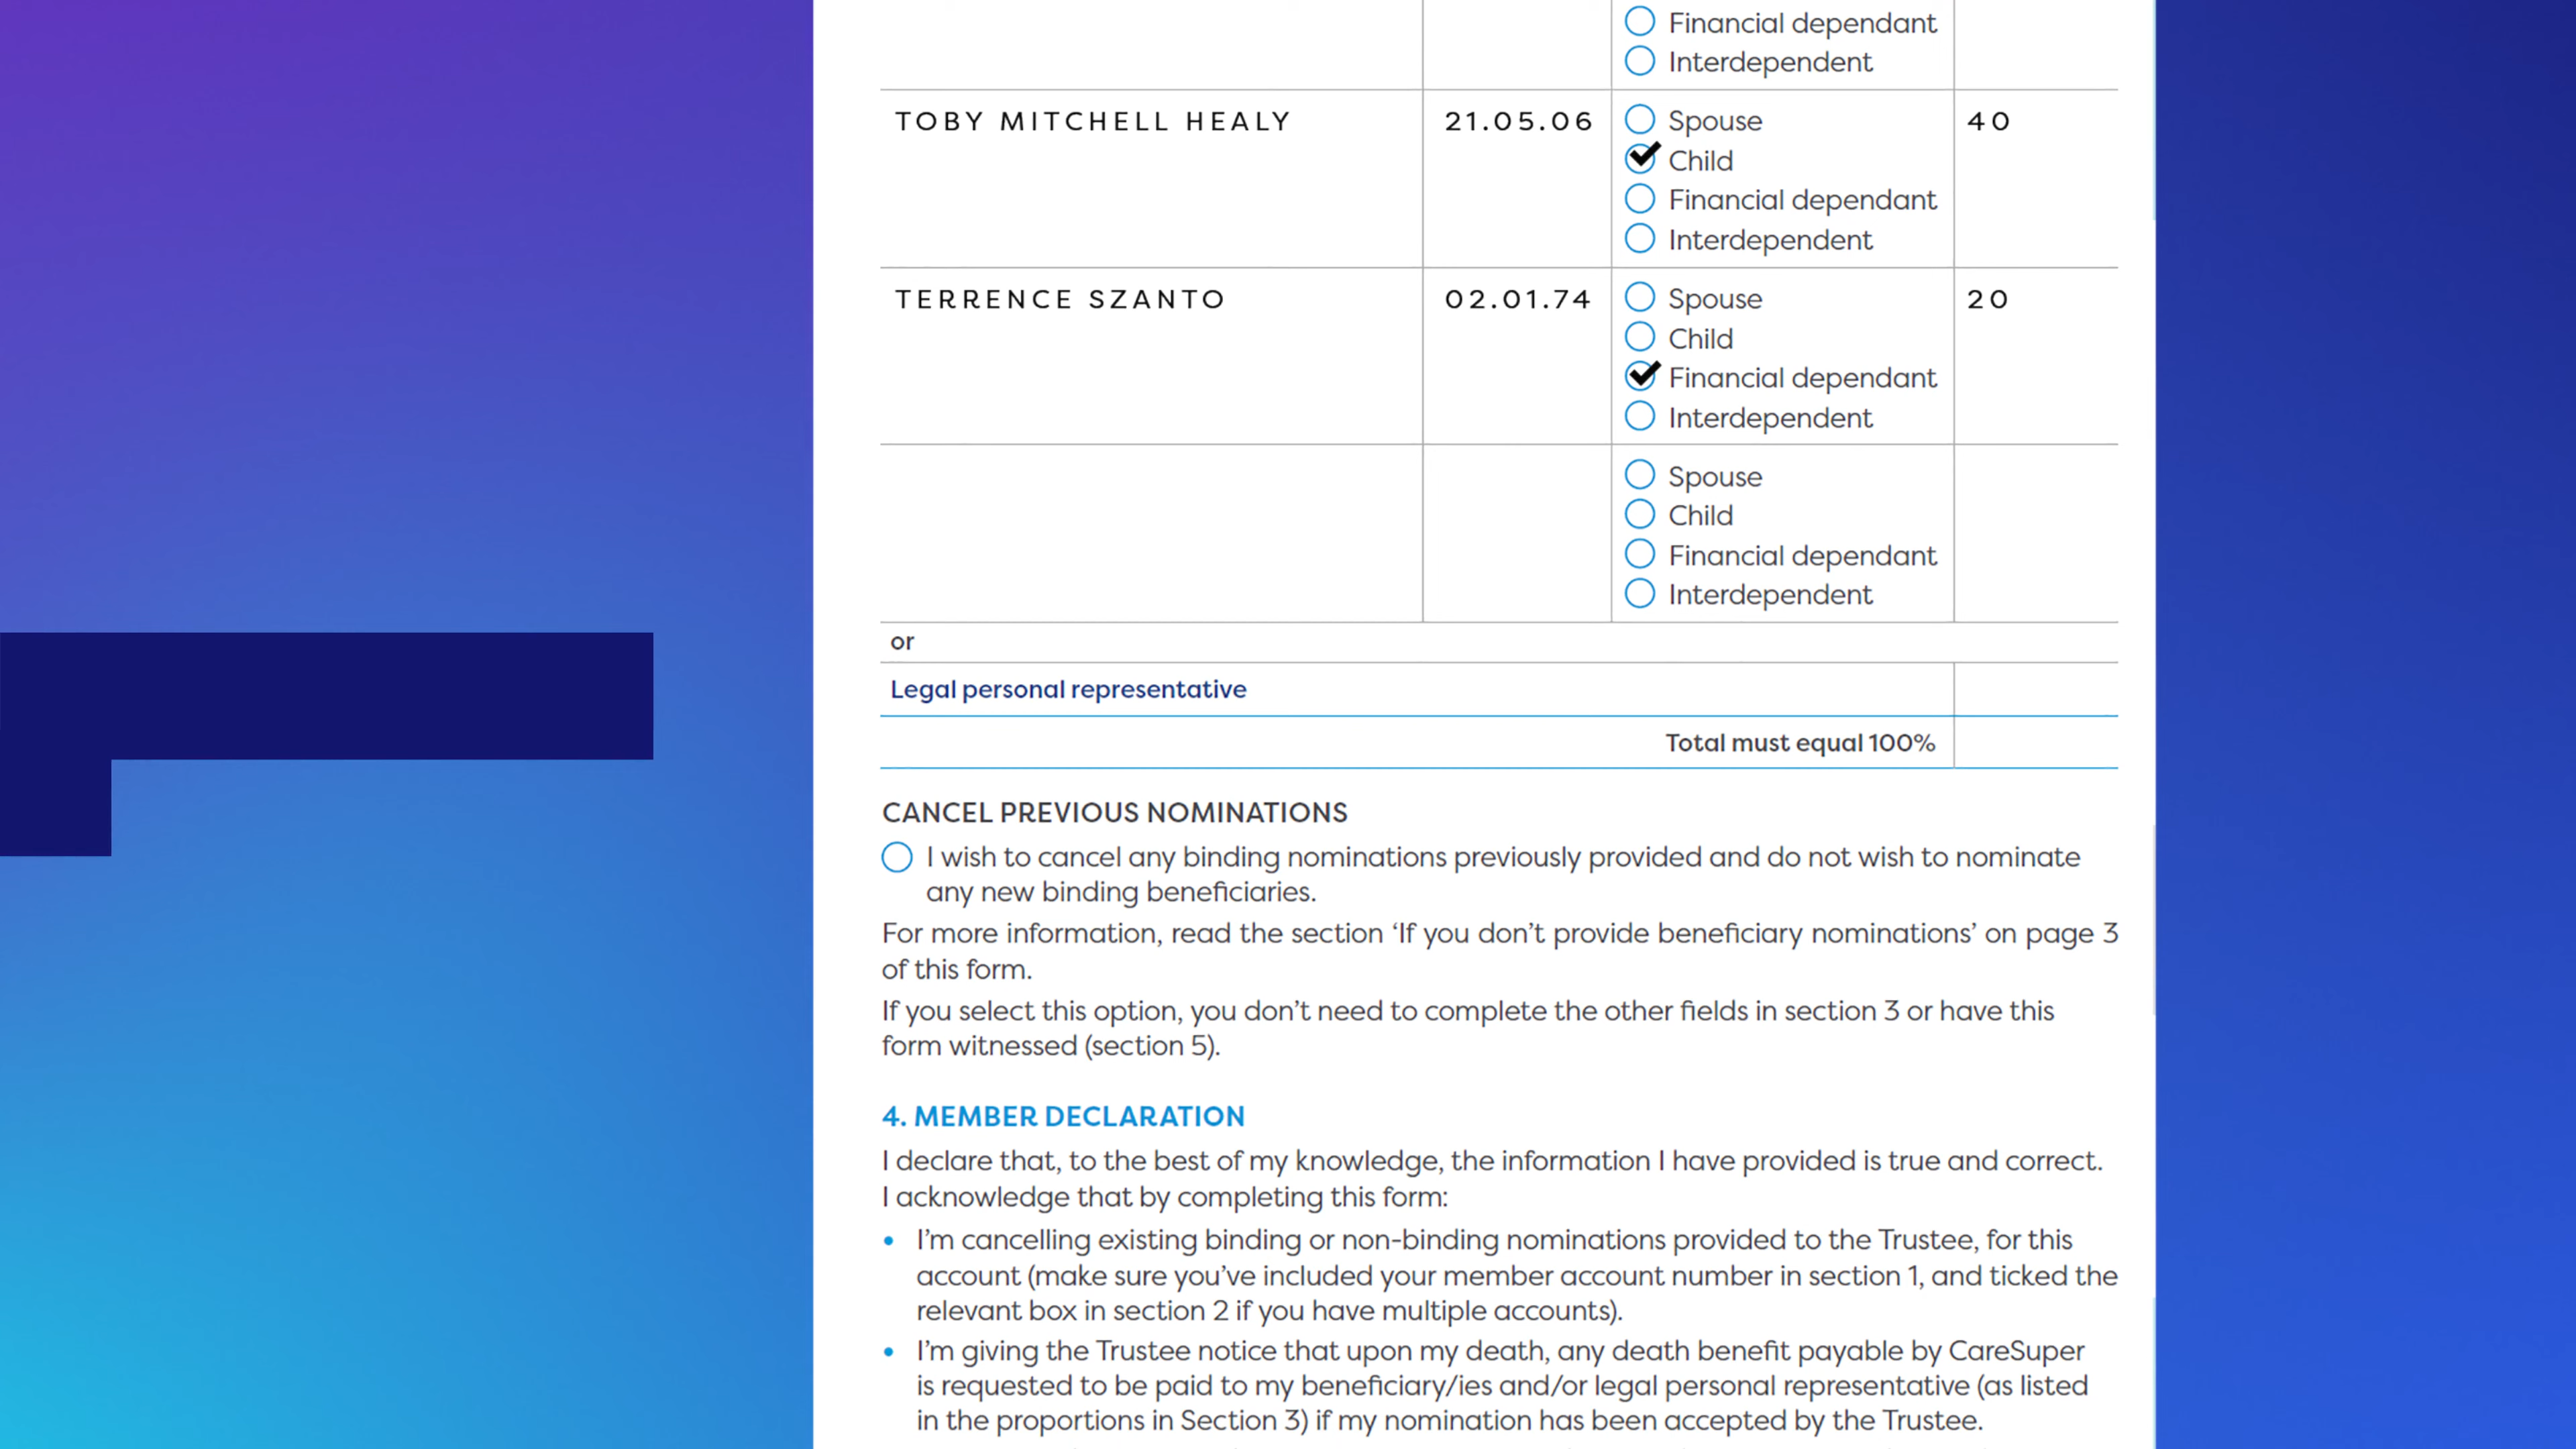 Financial dependant
Interdependent
TOBY MITCHELL HEALY 21.05.06 Spouse 40
Child
Financial dependant
Interdependent
TERRENCE SZANTO 02.01.74 Spouse 20
Child
Financial dependant
Interdependent
Spouse
Child
Financial dependant
Interdependent
or
Legal personal representative
Total must equal 100%
CANCEL PREVIOUS NOMINATIONS
I wish to cancel any binding nominations previously provided and do not wish to nominate
any new binding beneficiaries.
For more information, read the section ‘If you don’t provide beneficiary nominations’ on page 3
of this form.
If you select this option, you don’t need to complete the other fields in section 3 or have this
form witnessed (section 5).
4. MEMBER DECLARATION
I declare that, to the best of my knowledge, the information I have provided is true and correct.
I acknowledge that by completing this form:
• I’m cancelling existing binding or non-binding nominations provided to the Trustee, for this
account (make sure you’ve included your member account number in section 1, and ticked the
relevant box in section 2 if you have multiple accounts).
• I’m giving the Trustee notice that upon my death, any death benefit payable by CareSuper
is requested to be paid to my beneficiary/ies and/or legal personal representative (as listed
in the proportions in Section 3) if my nomination has been accepted by the Trustee.